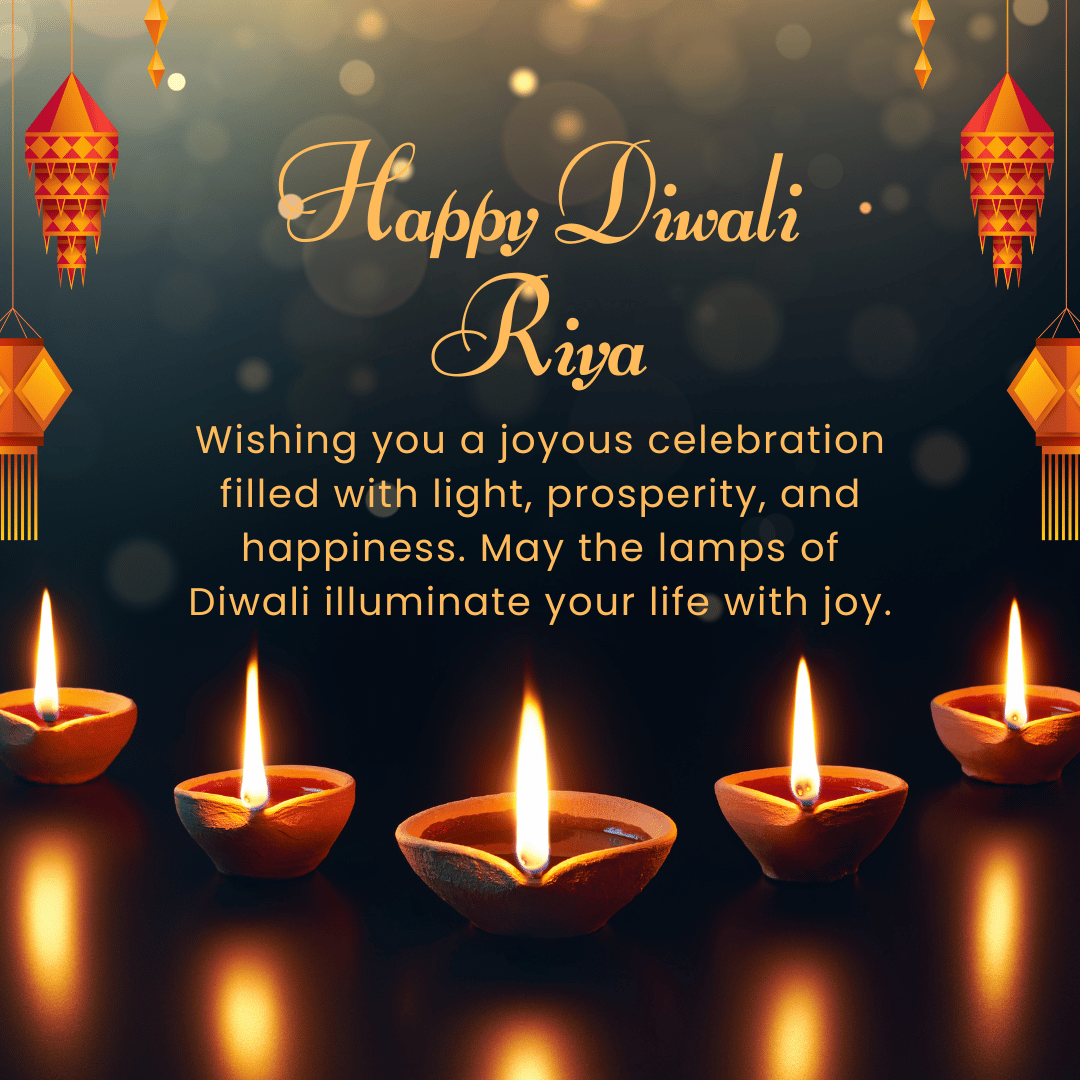 Happy Diwali
Riya
Wishing you a joyous celebration
filled with light, prosperity, and
happiness. May the lamps of
Diwali illuminate your life with joy.